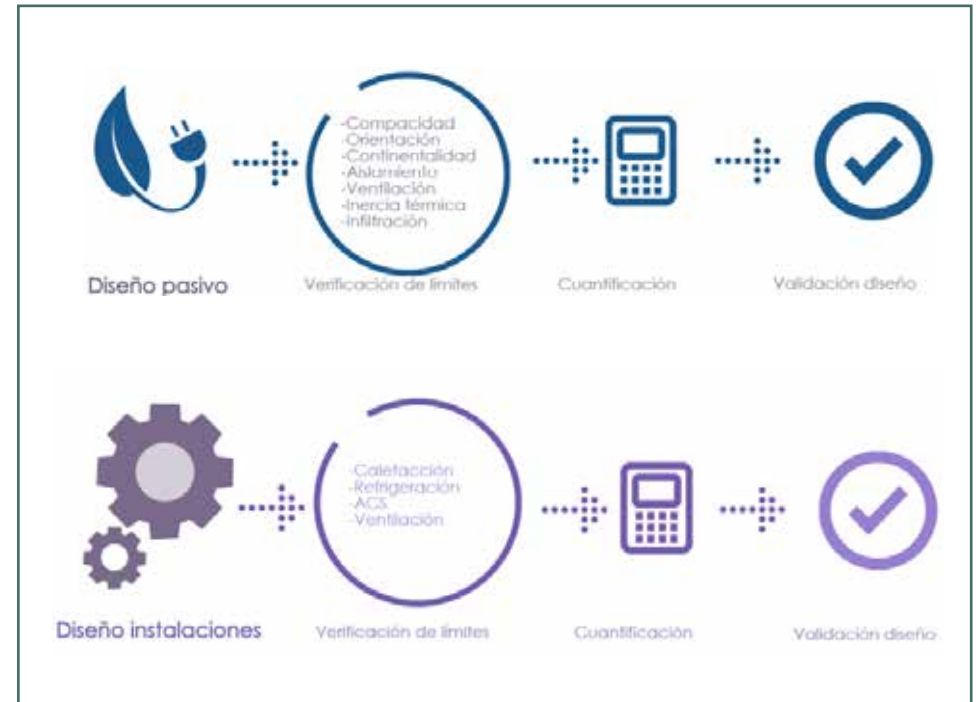 -Compacidad
-Orientación
-Continentalidad
-Aislamiento
-Ventilación
-Inercia térmica
-Infiltración
Diseño pasivo
Verificación de límites
Cuantificación
Validación diseño
-Calefacción
-Refrigeración
-ACS
-Ventilación
Diseño instalaciones
Verificación de límites
Cuantificación
Validación diseño